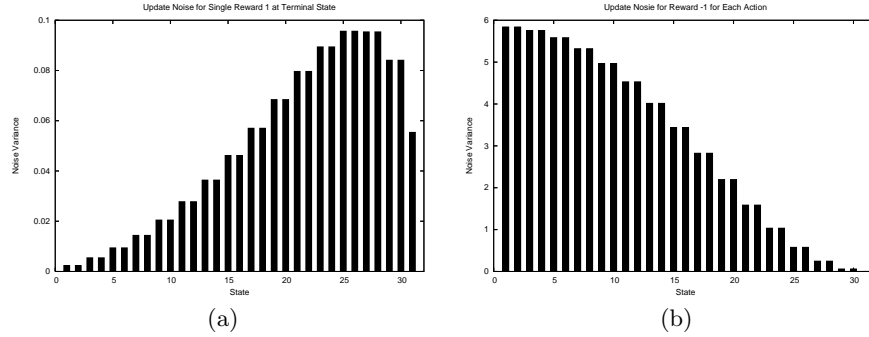 Update Noise for Single Reward 1 at Terminal State
0.1
0.08
0.06
0.04
0.02
0
Noise Variance
0 5 10 15 20 25 30
State
(a)
Update Nosie for Reward -1 for Each Action
6
5
4
3
2
1
0
Noise Variance
0 5 10 15 20 25 30
State
(b)